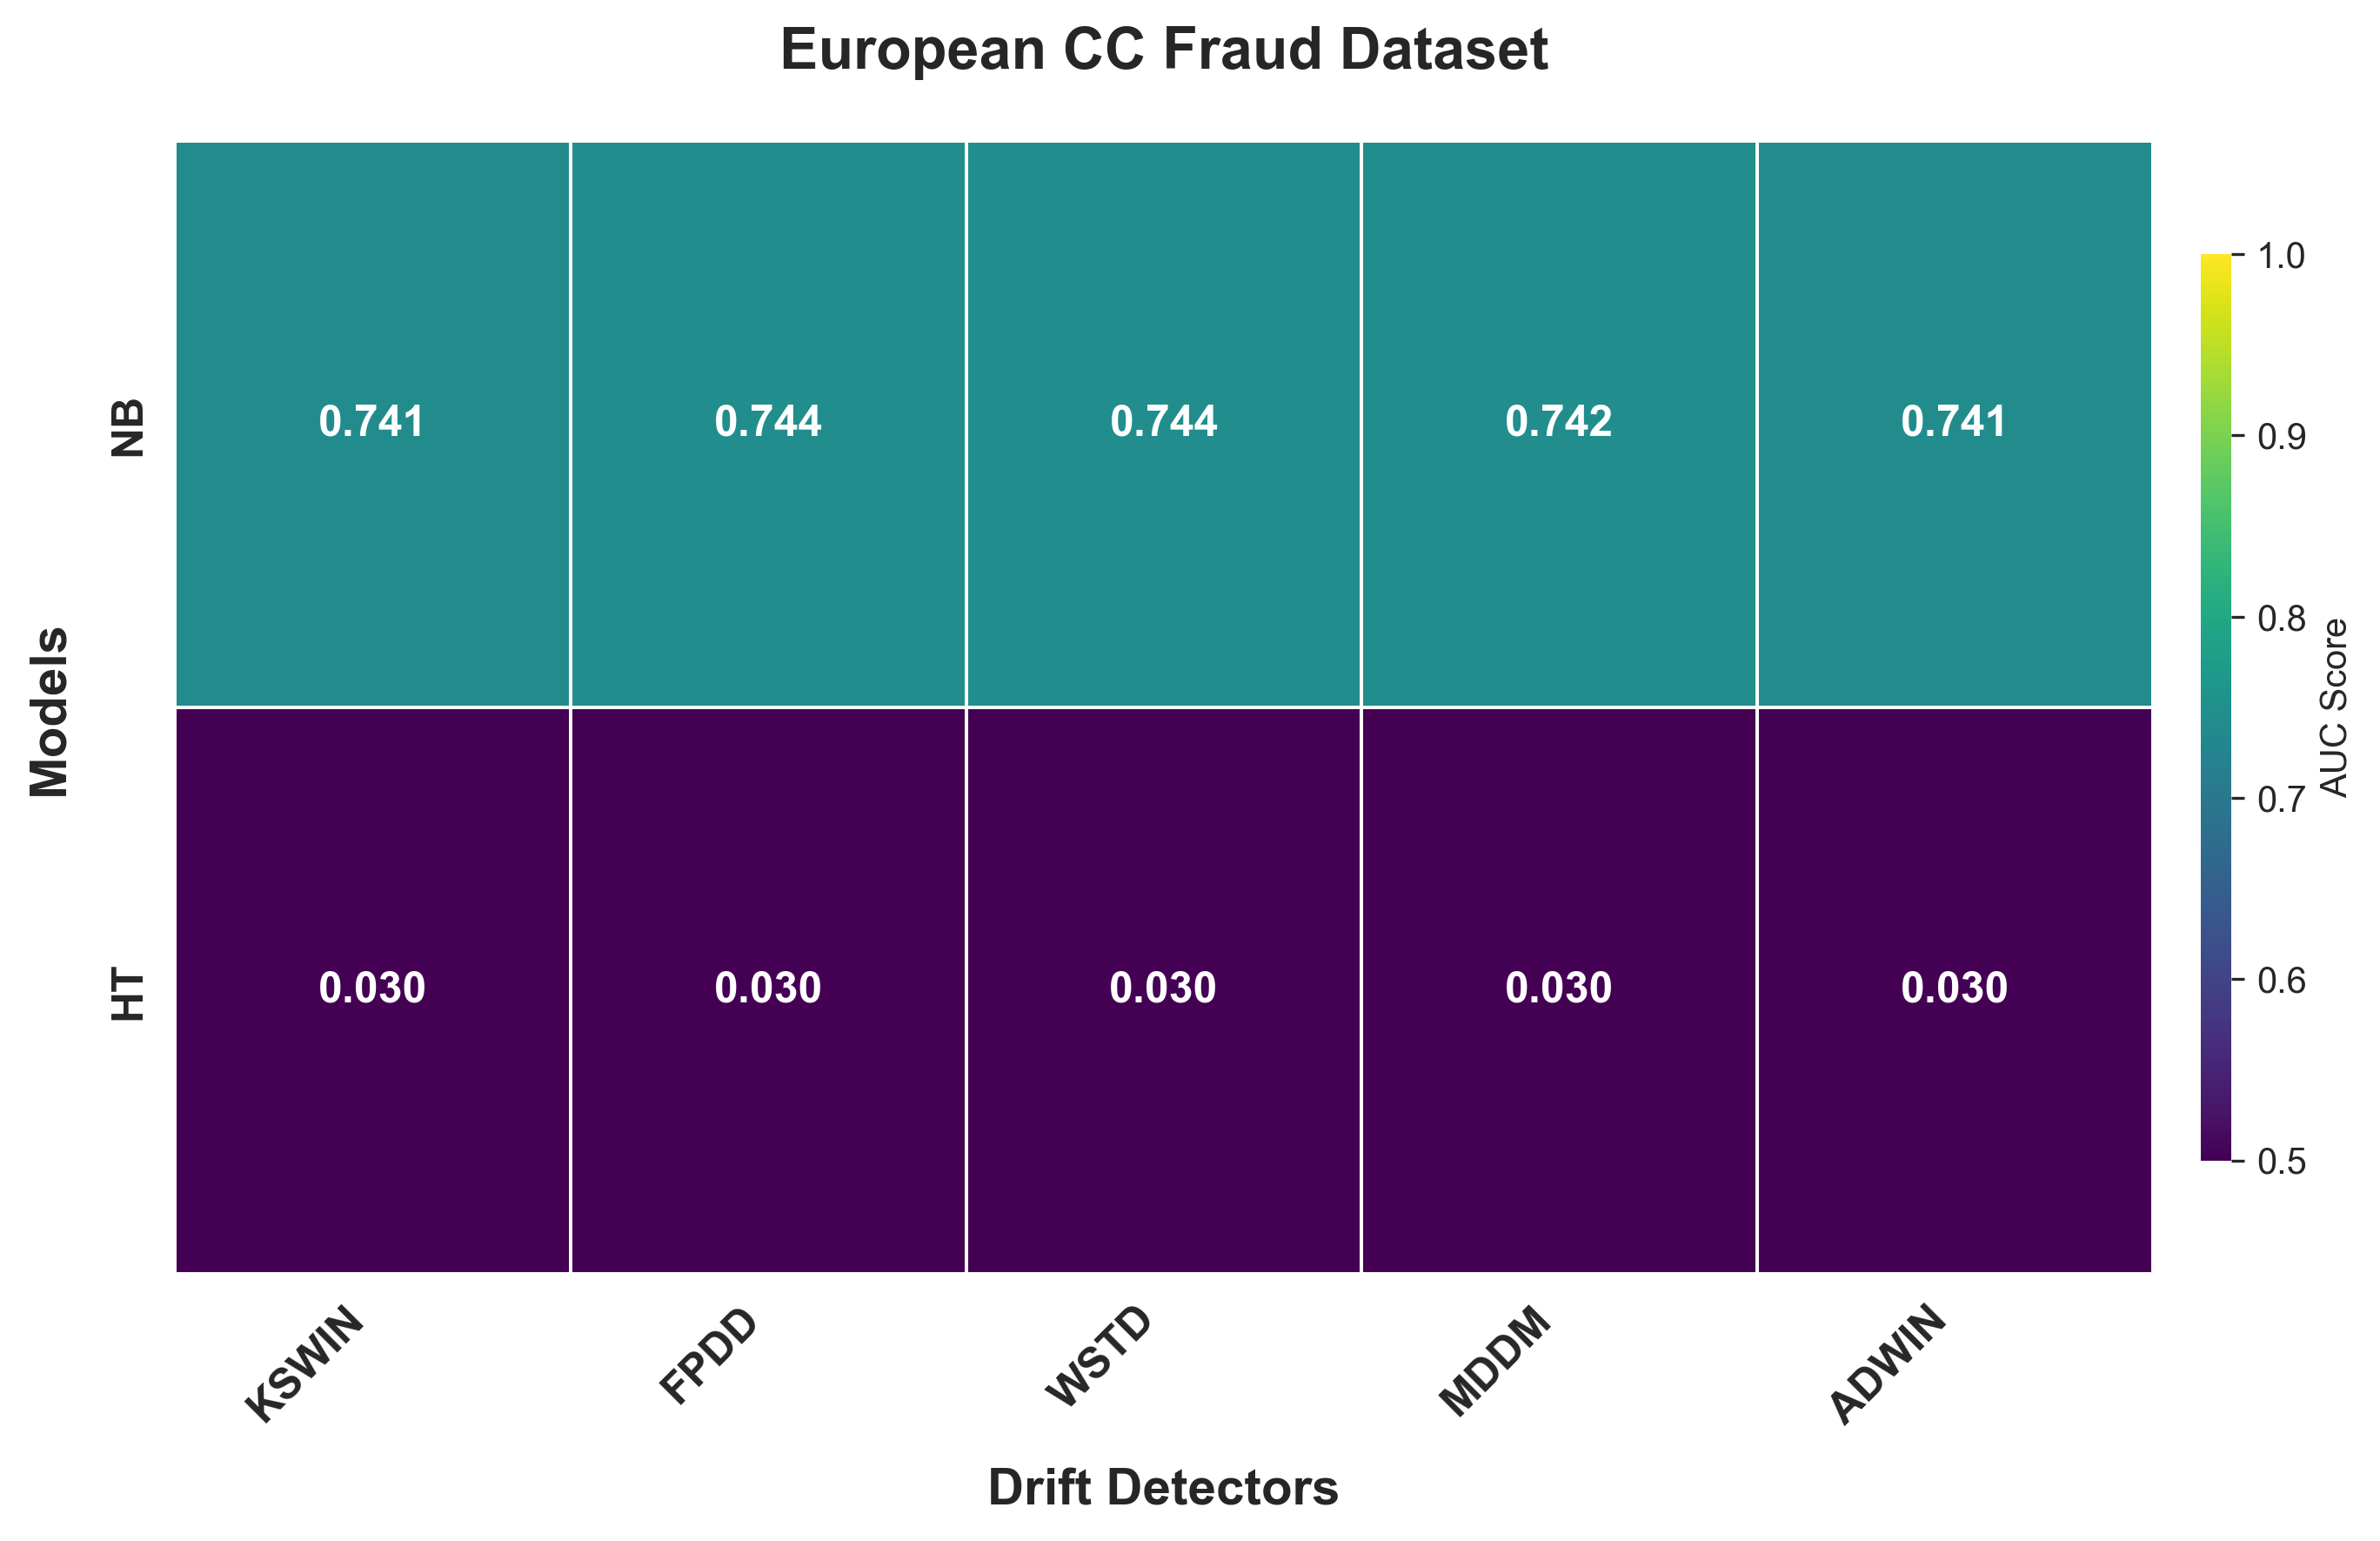 European CC Fraud Dataset
Models
NB
0.741 0.744 0.744 0.742 0.741
HT
0.030 0.030 0.030 0.030 0.030
KSWIN FPDD WSTD MDDM ADWIN
Drift Detectors
1.0
0.9
0.8
0.7
0.6
0.5
AUC Score